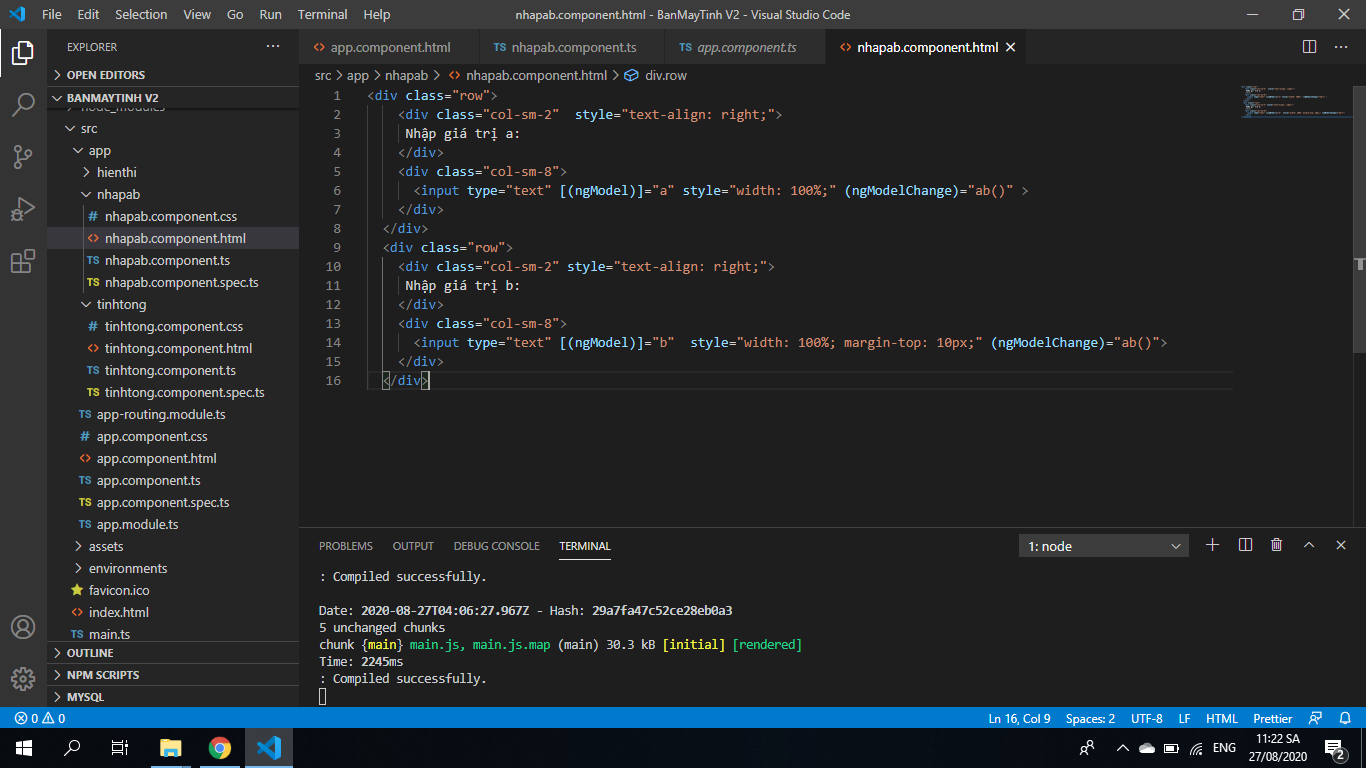 File Edit Selection View Go Run Terminal Help nhapab.component.html - BanMayTinh V2 - Visual Studio Code
EXPLORER
OPEN EDITORS
BANMAYTINH V2
node_modules
src
app
hienthi
nhapab
# nhapab.component.css
<> nhapab.component.html
TS nhapab.component.ts
TS nhapab.component.spec.ts
tinhtong
# tinhtong.component.css
<> tinhtong.component.html
TS tinhtong.component.ts
TS tinhtong.component.spec.ts
TS app-routing.module.ts
# app.component.css
<> app.component.html
TS app.component.ts
TS app.component.spec.ts
TS app.module.ts
assets
environments
favicon.ico
<> index.html
TS main.ts
OUTLINE
NPM SCRIPTS
MYSQL
<> app.component.html TS nhapab.component.ts TS app.component.ts <> nhapab.component.html
src > app > nhapab > <> nhapab.component.html > div.row
1 <div class="row">
2 <div class="col-sm-2"  style="text-align: right;">
3 Nhập giá trị a:
4 </div>
5 <div class="col-sm-8">
6 <input type="text" [(ngModel)]="a" style="width: 100%;" (ngModelChange)="ab()" >
7 </div>
8 </div>
9 <div class="row">
10 <div class="col-sm-2" style="text-align: right;">
11 Nhập giá trị b:
12 </div>
13 <div class="col-sm-8">
14 <input type="text" [(ngModel)]="b"  style="width: 100%; margin-top: 10px;" (ngModelChange)="ab()">
15 </div>
16 </div>
PROBLEMS OUTPUT DEBUG CONSOLE TERMINAL 1: node
: Compiled successfully.
Date: 2020-08-27T04:06:27.967Z - Hash: 29a7fa47c52ce28eb0a3
5 unchanged chunks
chunk {main} main.js, main.js.map (main) 30.3 kB [initial] [rendered]
Time: 2245ms
: Compiled successfully.
0 0 Ln 16, Col 9 Spaces: 2 UTF-8 LF HTML Prettier
ENG 11:22 SA
27/08/2020 2